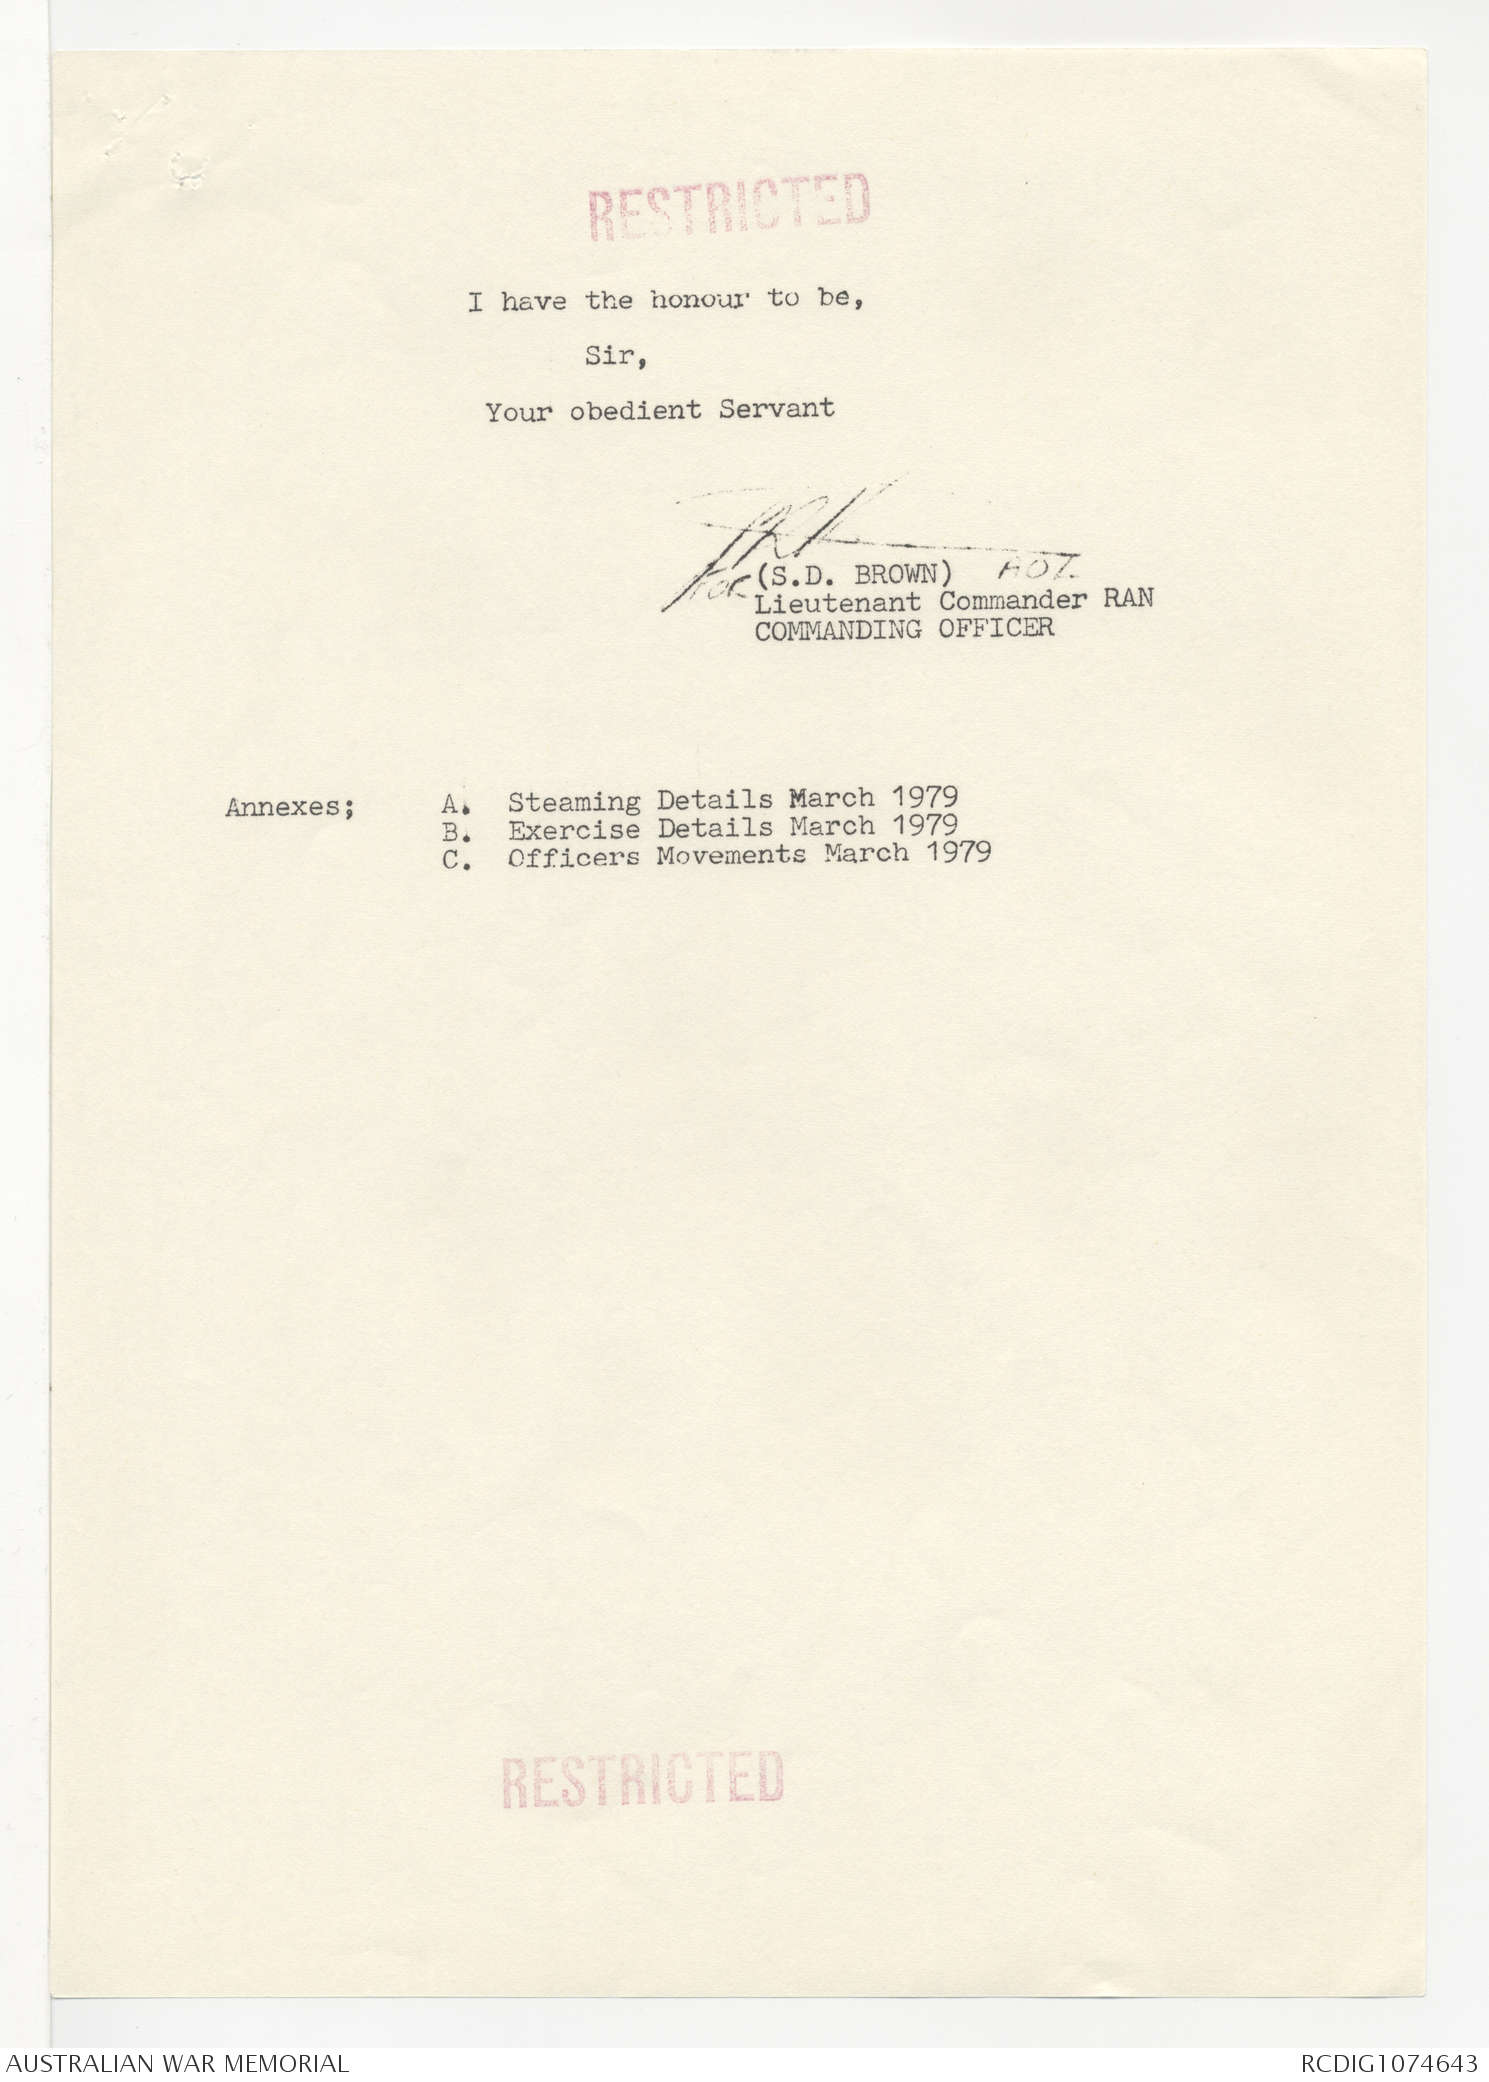 RESTRICTED
I have the honour to be,
Sir,
Your obedient Servant
FOR (S.D. BROWN)
Lieutenant Commander RAN
COMMANDING OFFICER
Annexes; A. Steaming Details March 1979
B. Exercise Details March 1979
C. Officers Movements March 1979
RESTRICTED
AUSTRALIAN WAR MEMORIAL RCDIG1074643